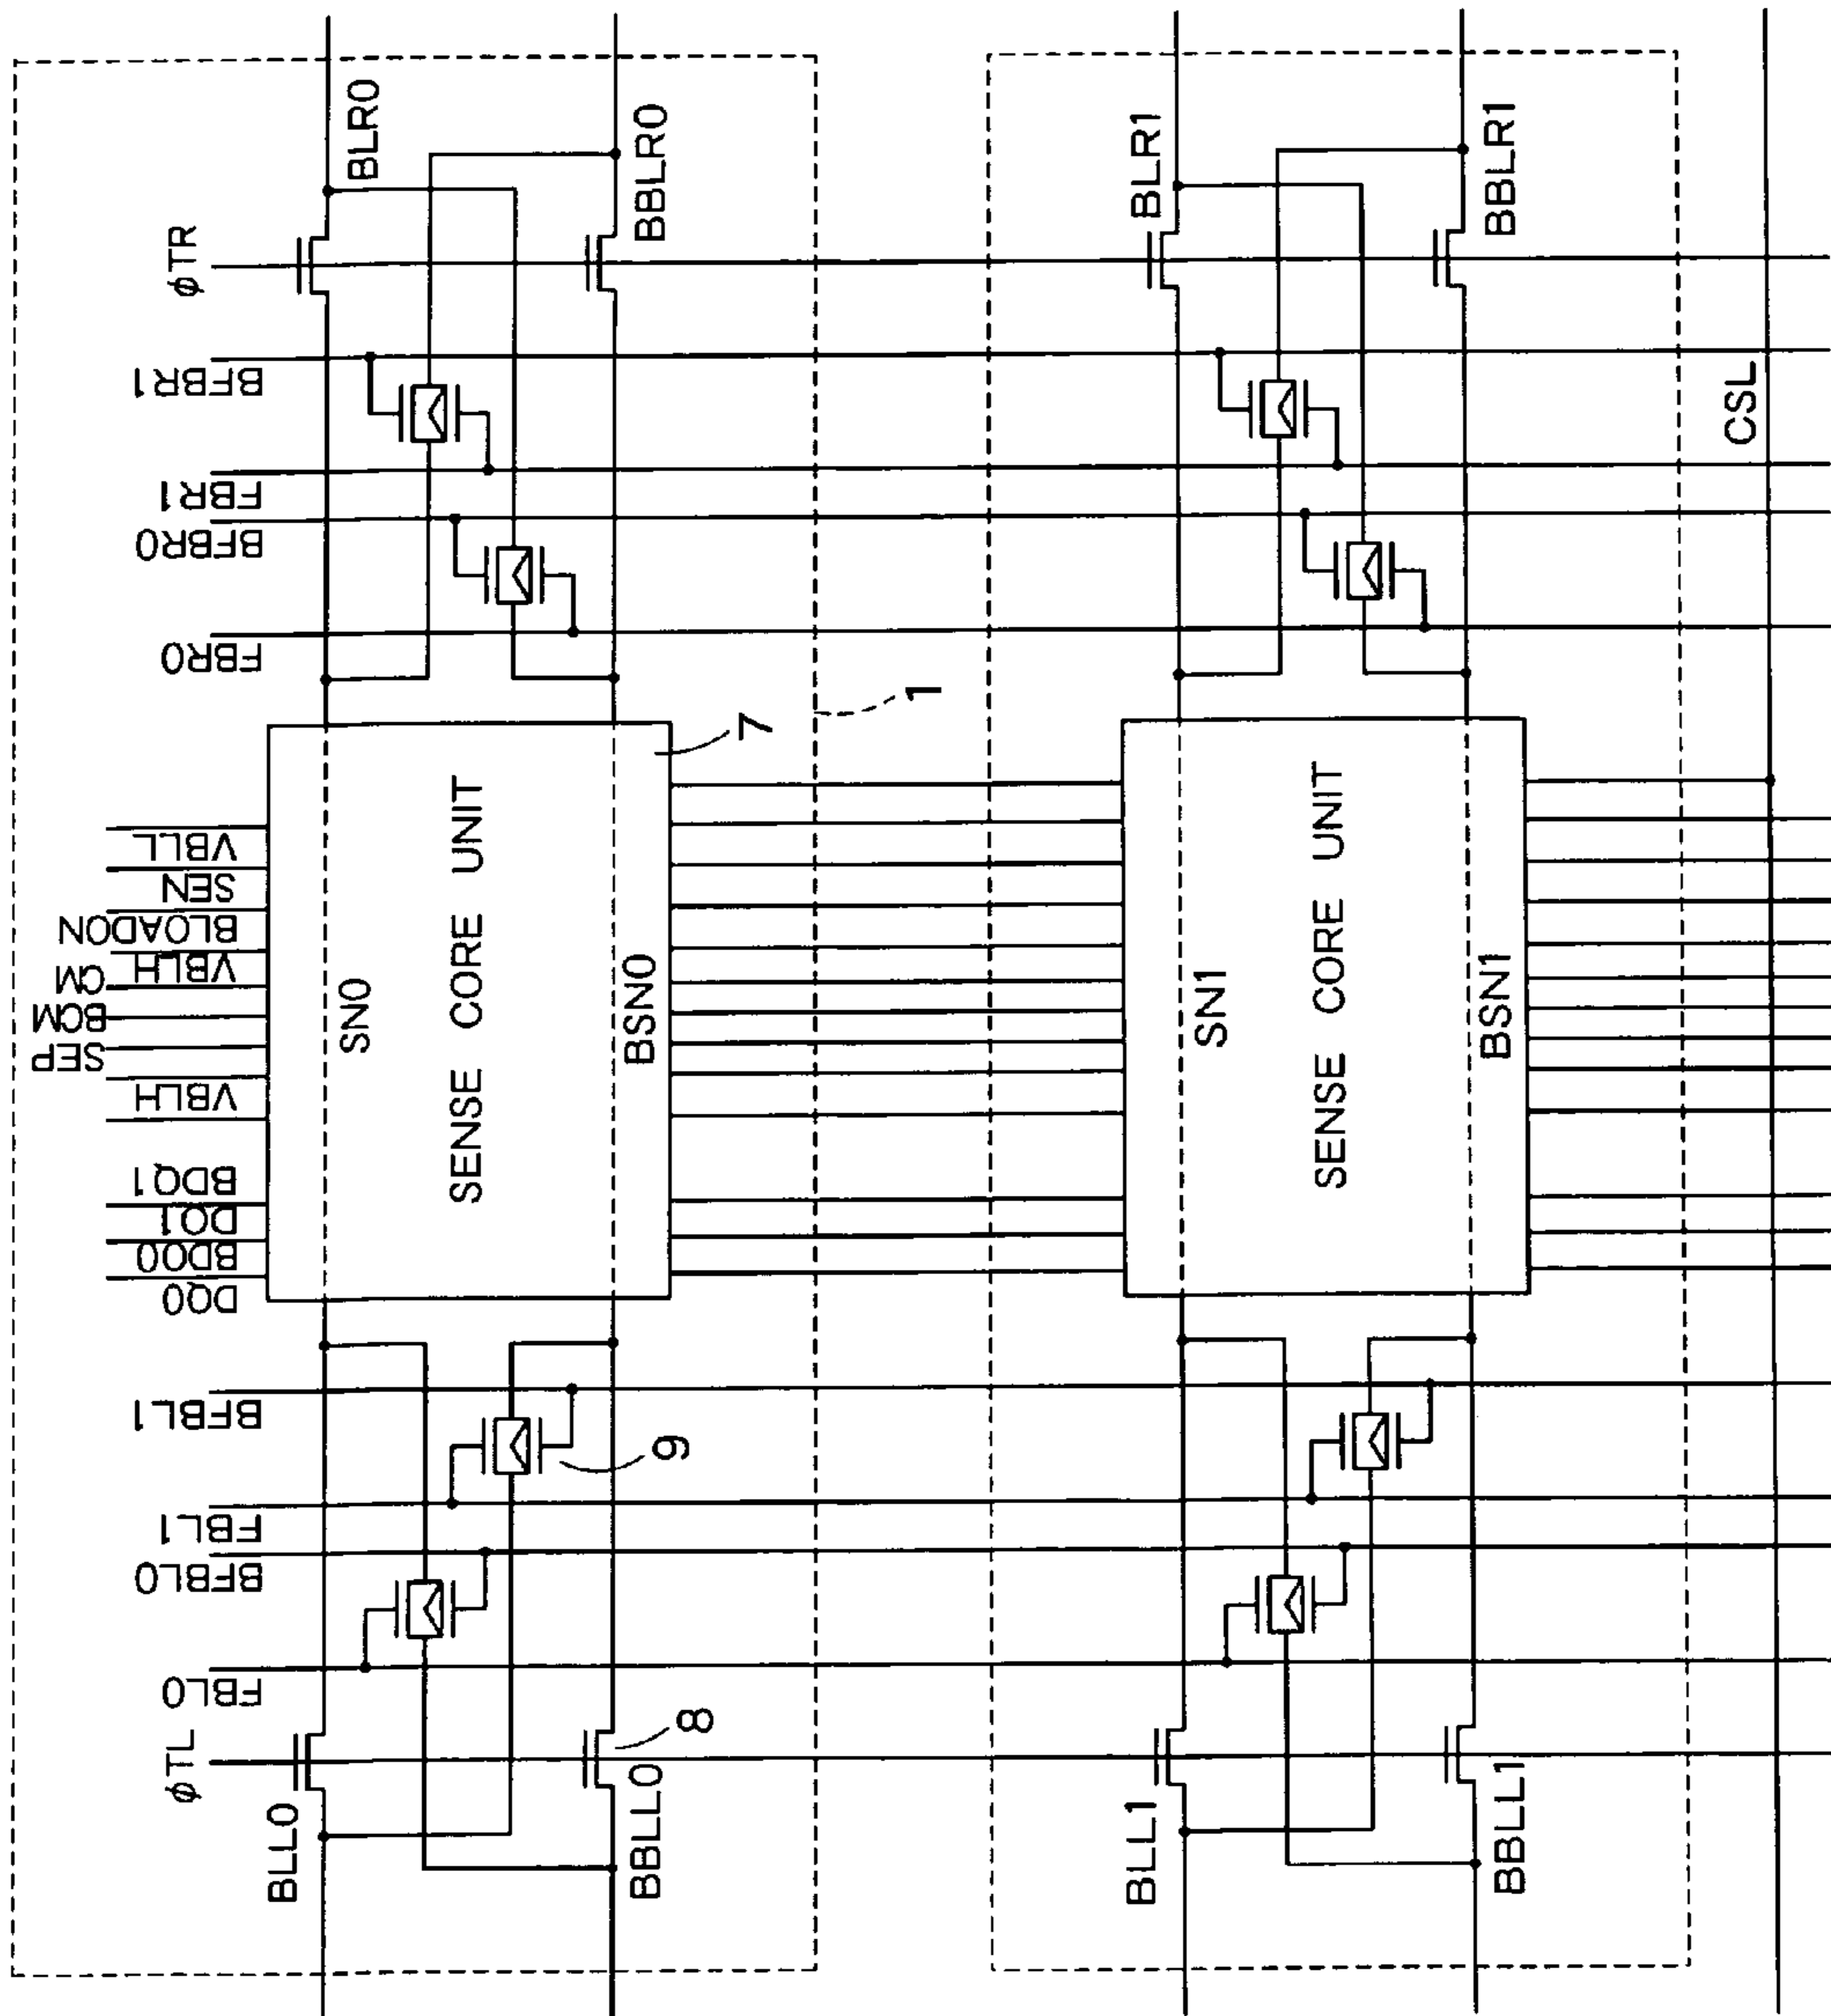 φTL
FBL0
BFBL0
FBL1
BFBL1
DQ0
BDQ0
DQ1
BDQ1
VBLH
SEP
BCM
CM
VBLH
BLOADON
SEN
VBLL
FBR0
BFBR0
FBR1
BFBR1
φTR
BLL0
BBLL0
8
9
SN0
SENSE CORE UNIT
BSN0
7
1
BLR0
BBLR0
BLL1
BBLL1
SN1
SENSE CORE UNIT
BSN1
BLR1
BBLR1
CSL